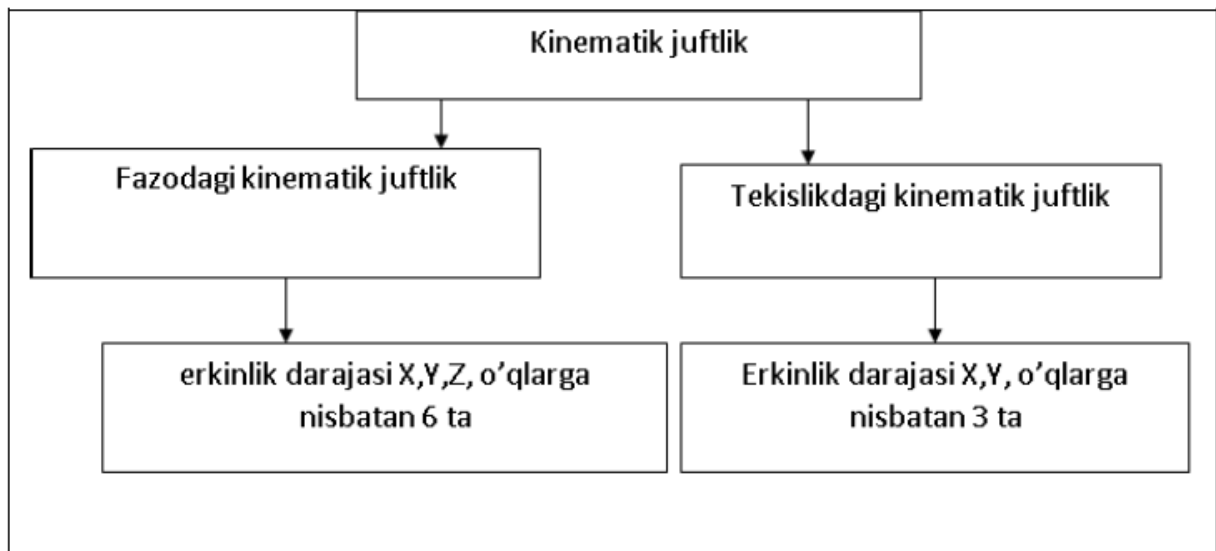 Kinematik juftlik
Fazodagi kinematik juftlik
Tekislikdagi kinematik juftlik
erkinlik darajasi X,Y,Z, o’qlarga
nisbatan 6 ta
Erkinlik darajasi X,Y, o’qlarga
nisbatan 3 ta